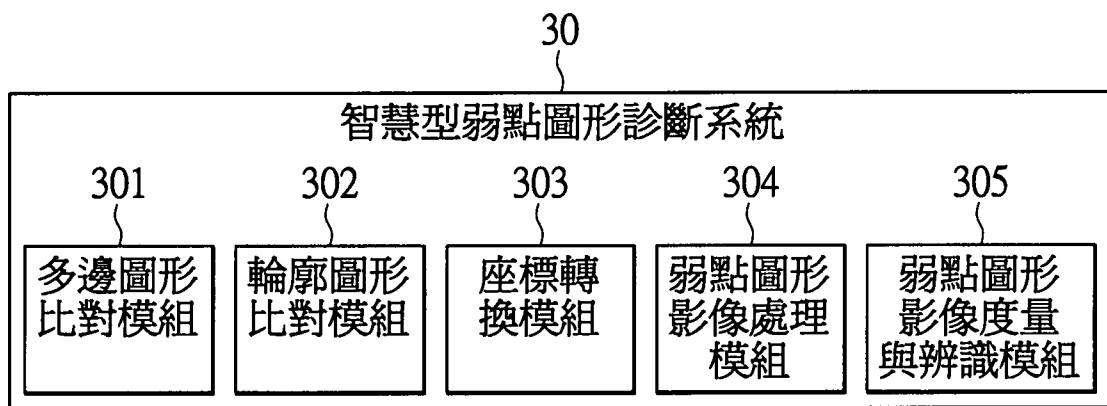 30
智慧型弱點圖形診斷系統
301
302
303
304
305
多邊圖形
比對模組
輪廓圖形
比對模組
座標轉
換模組
弱點圖形
影像處理
模組
弱點圖形
影像度量
與辨識模組